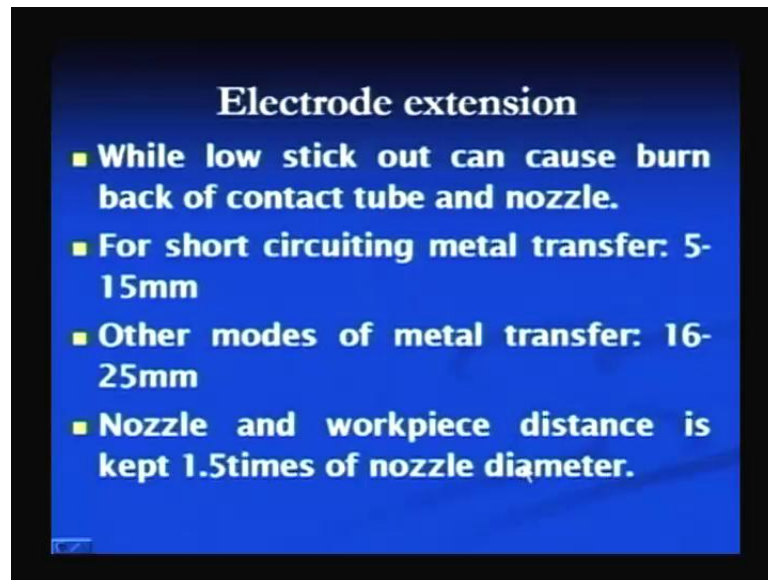 Electrode extension
While low stick out can cause burn
back of contact tube and nozzle.
For short circuiting metal transfer: 5-
15mm
Other modes of metal transfer: 16-
25mm
Nozzle and workpiece distance is
kept 1.5times of nozzle diameter.